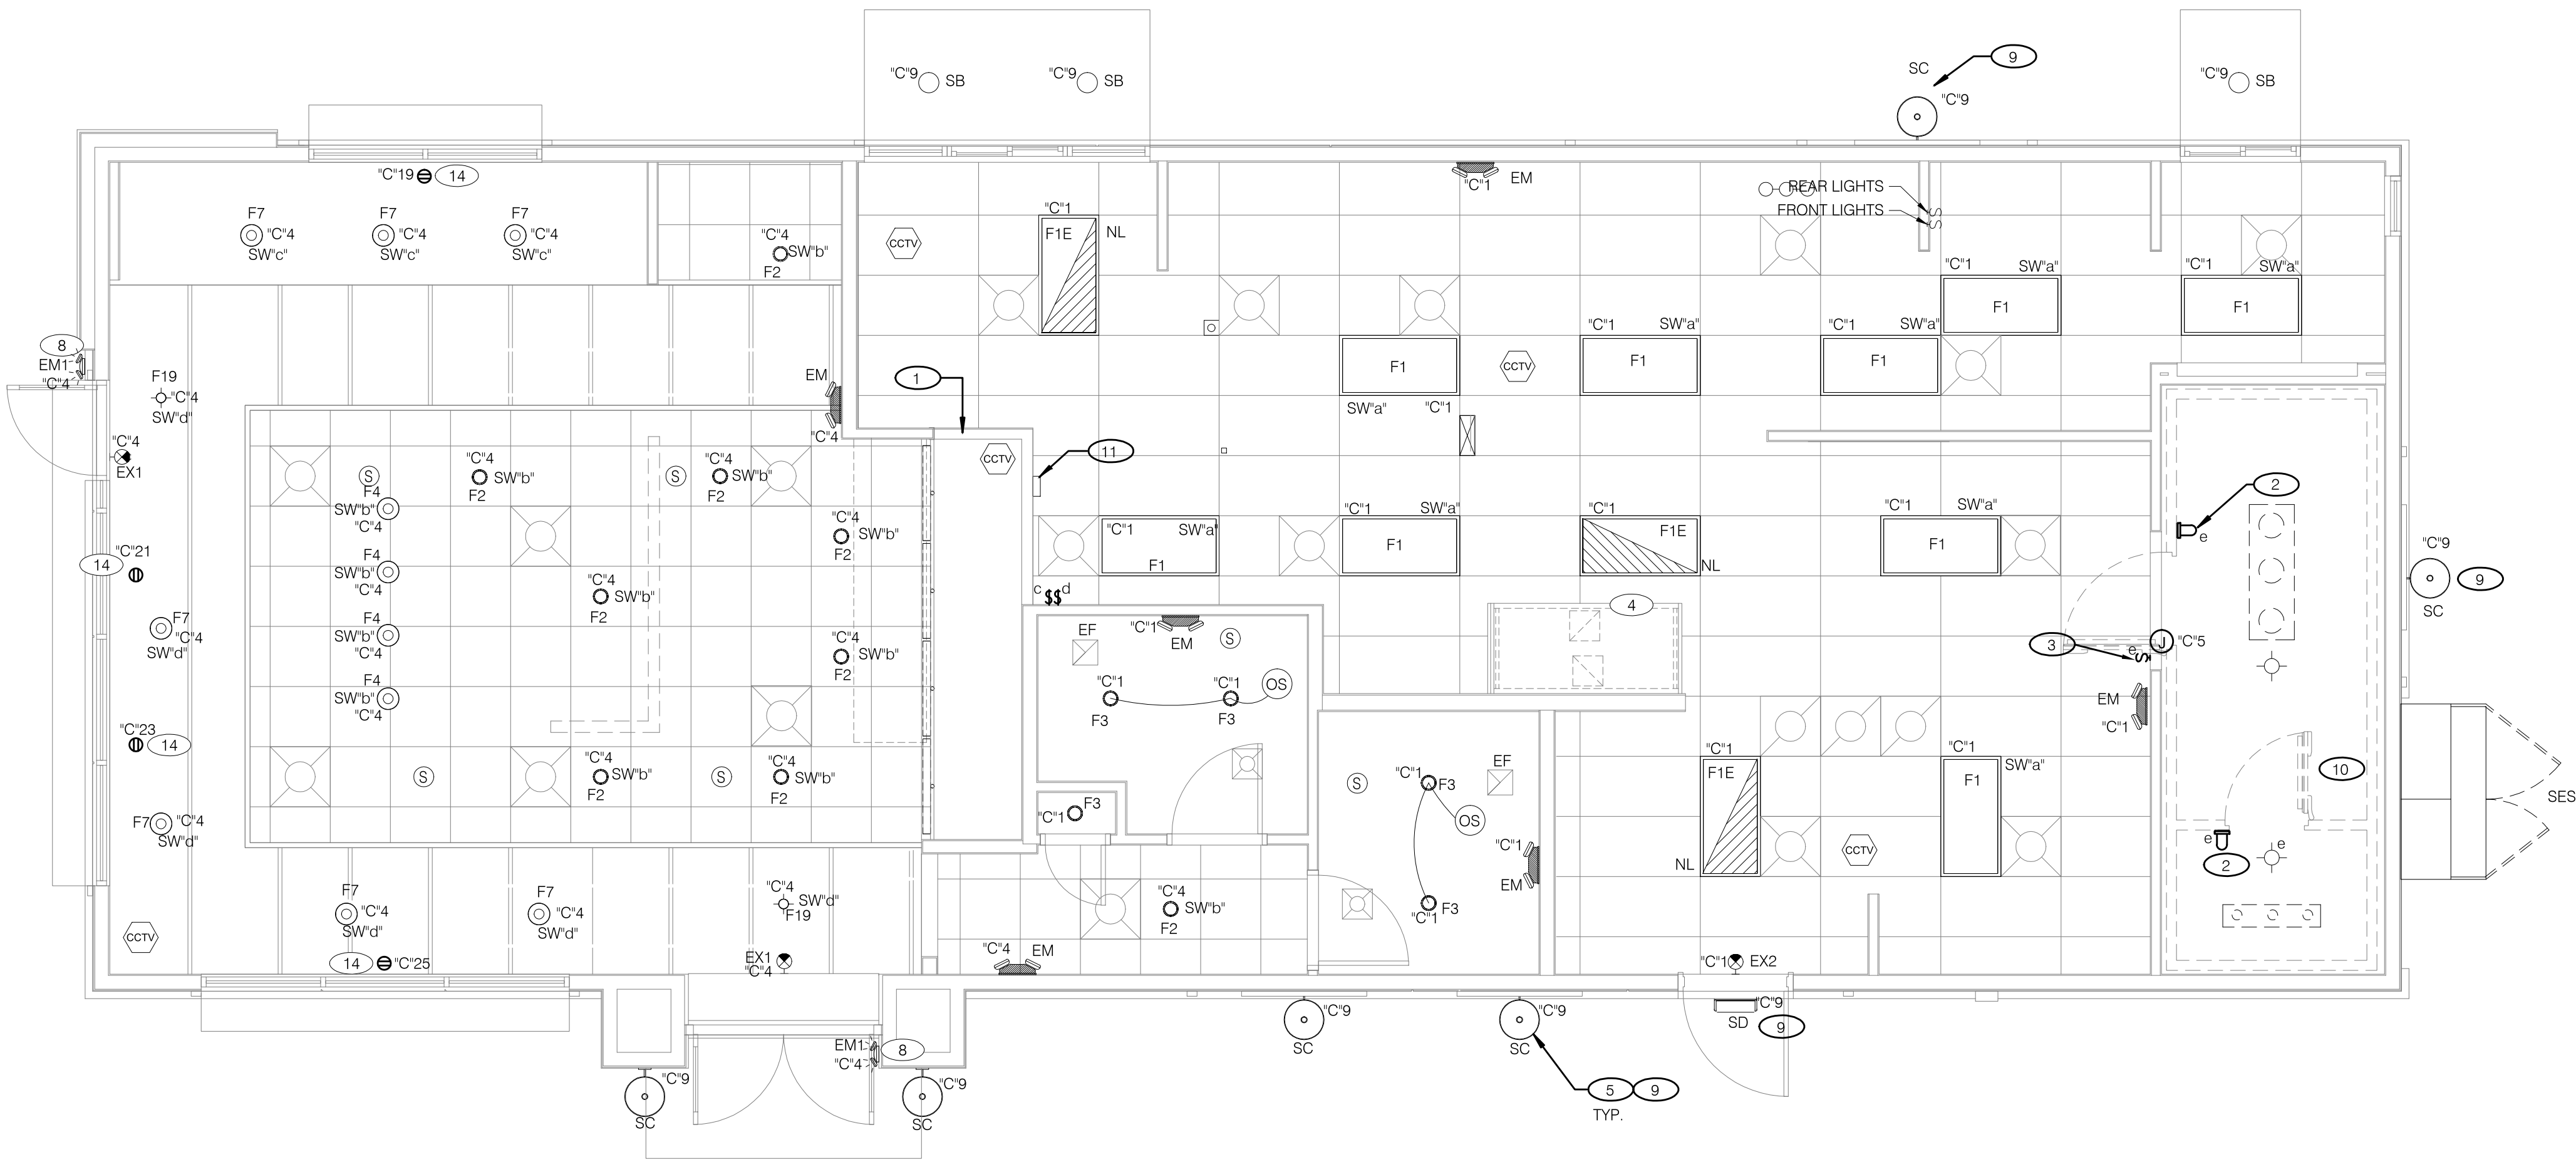 SC
9
"C"9
SB
"C"9
SB
"C"9
SB
"C"9
"C"19
14
"C"1
EM
REAR LIGHTS
FRONT LIGHTS
F7
"C"4
SW"c"
F7
"C"4
SW"c"
F7
"C"4
SW"c"
"C"4
SW"b"
F2
CCTV
"C"1
F1E
NL
"C"1
SW"a"
F1
"C"1
SW"a"
F1
8
EM1
"C"4
F19
"C"4
SW"d"
EM
"C"4
1
F1
SW"a"
"C"1
CCTV
"C"1
SW"a"
F1
"C"1
SW"a"
F1
"C"4
EX1
S
F4
SW"b"
"C"4
"C"4
SW"b"
F2
S
"C"4
SW"b"
F2
CCTV
11
2
e
"C"4
SW"b"
F2
"C"1
SW"a"
F1
"C"1
SW"a"
F1
"C"1
F1E
NL
"C"1
SW"a"
F1
"C"9
9
SC
"C"21
14
F4
SW"b"
"C"4
"C"4
SW"b"
F2
c
$$
d
4
F7
"C"4
SW"d"
F4
SW"b"
"C"4
"C"4
SW"b"
F2
EF
"C"1
EM
S
3
e
S
J
"C"5
F4
SW"b"
"C"4
"C"1
F3
"C"1
F3
OS
EM
"C"1
"C"23
14
S
"C"4
SW"b"
F2
S
"C"4
SW"b"
F2
S
"C"1
F3
EF
"C"1
F1E
NL
"C"1
SW"a"
F1
10
SES
F7
"C"4
SW"d"
F3
"C"1
OS
"C"1
EM
CCTV
e
2
e
F7
"C"4
SW"d"
F7
"C"4
SW"d"
"C"4
SW"d"
F19
"C"4
SW"b"
F2
"C"1
F3
CCTV
14
"C"25
EX1
"C"4
"C"4
EM
"C"1
EX2
"C"9
SC
"C"9
SC
"C"9
SD
9
EM1
"C"4
8
"C"9
SC
"C"9
SC
5
9
TYP.